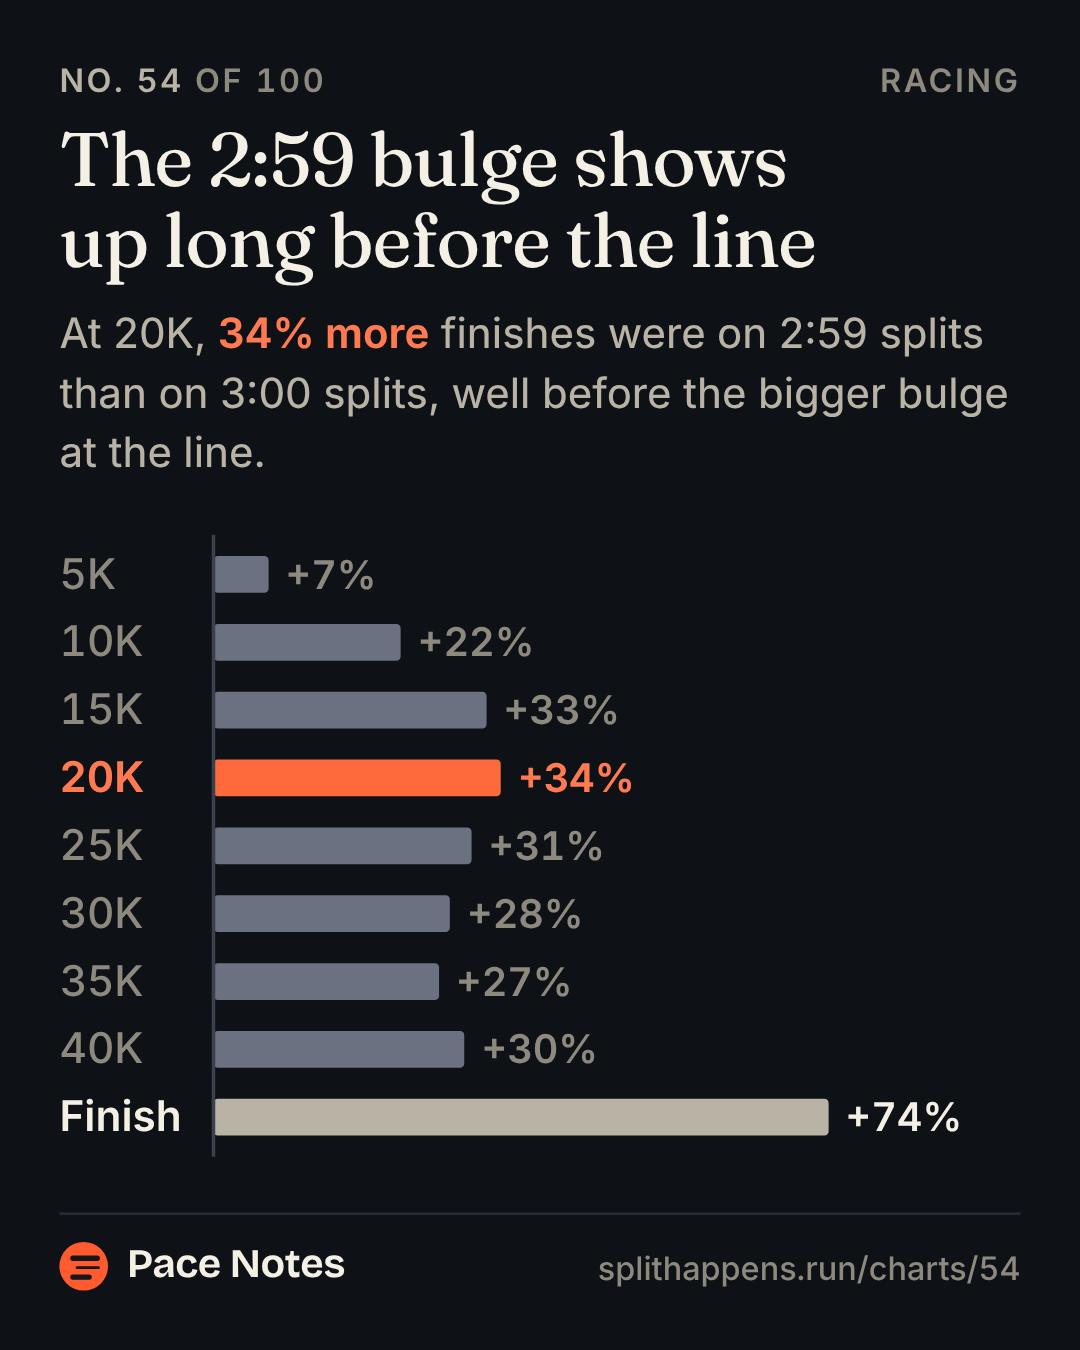 NO. 54 OF 100
RACING
The 2:59 bulge shows
up long before the line
At 20K, 34% more finishes were on 2:59 splits
than on 3:00 splits, well before the bigger bulge
at the line.
5K +7%
10K +22%
15K +33%
20K +34%
25K +31%
30K +28%
35K +27%
40K +30%
Finish +74%
Pace Notes
splithappens.run/charts/54